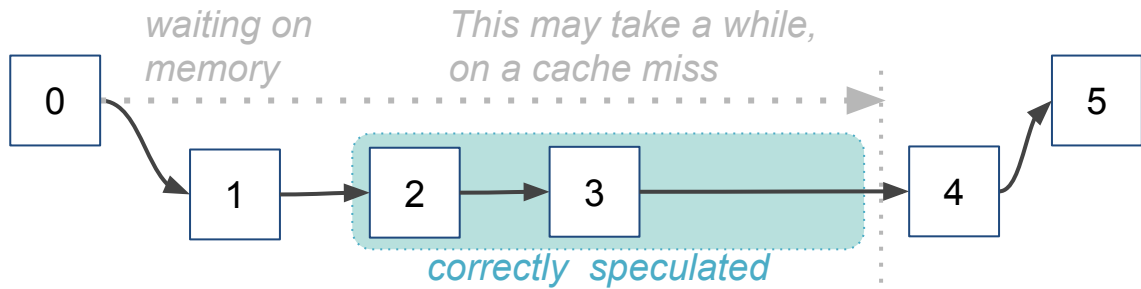 waiting on
memory
This may take a while,
on a cache miss
0
5
1
2
3
4
correctly speculated